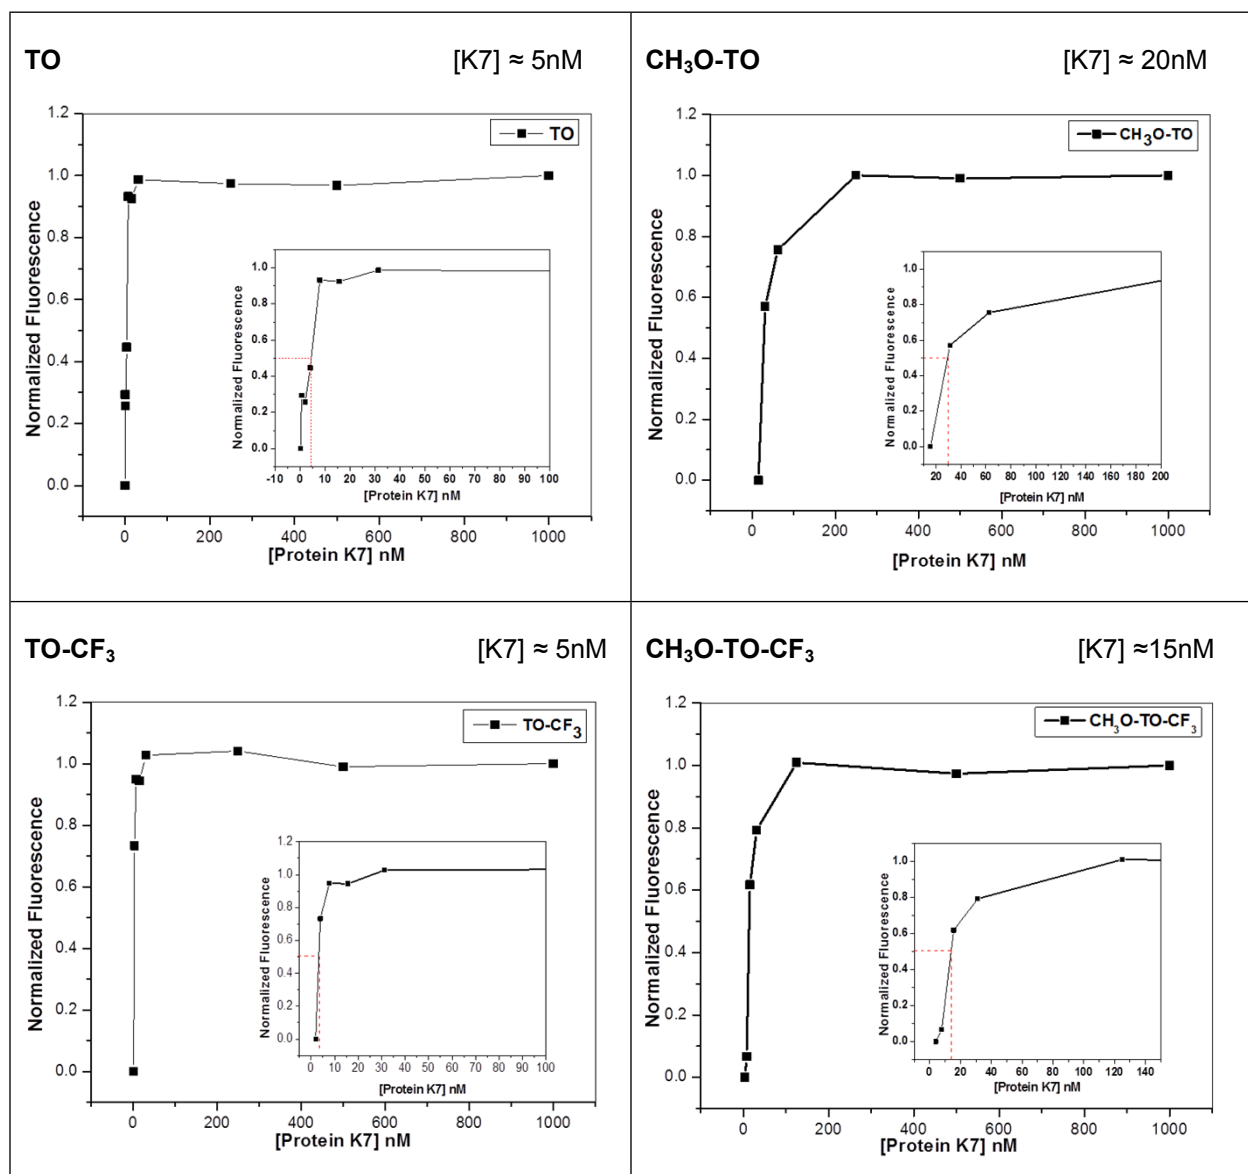 TO [K7] ≈ 5nM
1.2
1.0
0.8
0.6
0.4
0.2
0.0
Normalized Fluorescence
TO
1.0
0.8
0.6
0.4
0.2
0.0
Normalized Fluorescence
-10 0 10 20 30 40 50 60 70 80 90 100
[Protein K7] nM
0 200 400 600 800 1000
[Protein K7] nM
CH₃O-TO [K7] ≈ 20nM
1.2
1.0
0.8
0.6
0.4
0.2
0.0
Normalized Fluorescence
CH₃O-TO
1.0
0.8
0.6
0.4
0.2
0.0
Normalized Fluorescence
20 40 60 80 100 120 140 160 180 200
[Protein K7] nM
0 200 400 600 800 1000
[Protein K7] nM
TO-CF₃ [K7] ≈ 5nM
1.2
1.0
0.8
0.6
0.4
0.2
0.0
Normalized Fluorescence
TO-CF₃
1.2
1.0
0.8
0.6
0.4
0.2
0.0
Normalized Fluorescence
0 10 20 30 40 50 60 70 80 90 100
[Protein K7] nM
0 200 400 600 800 1000
[Protein K7] nM
CH₃O-TO-CF₃ [K7] ≈15nM
1.2
1.0
0.8
0.6
0.4
0.2
0.0
Normalized Fluorescence
CH₃O-TO-CF₃
1.0
0.8
0.6
0.4
0.2
0.0
Normalized Fluorescence
0 20 40 60 80 100 120 140
[Protein K7] nM
0 200 400 600 800 1000
[Protein K7] nM